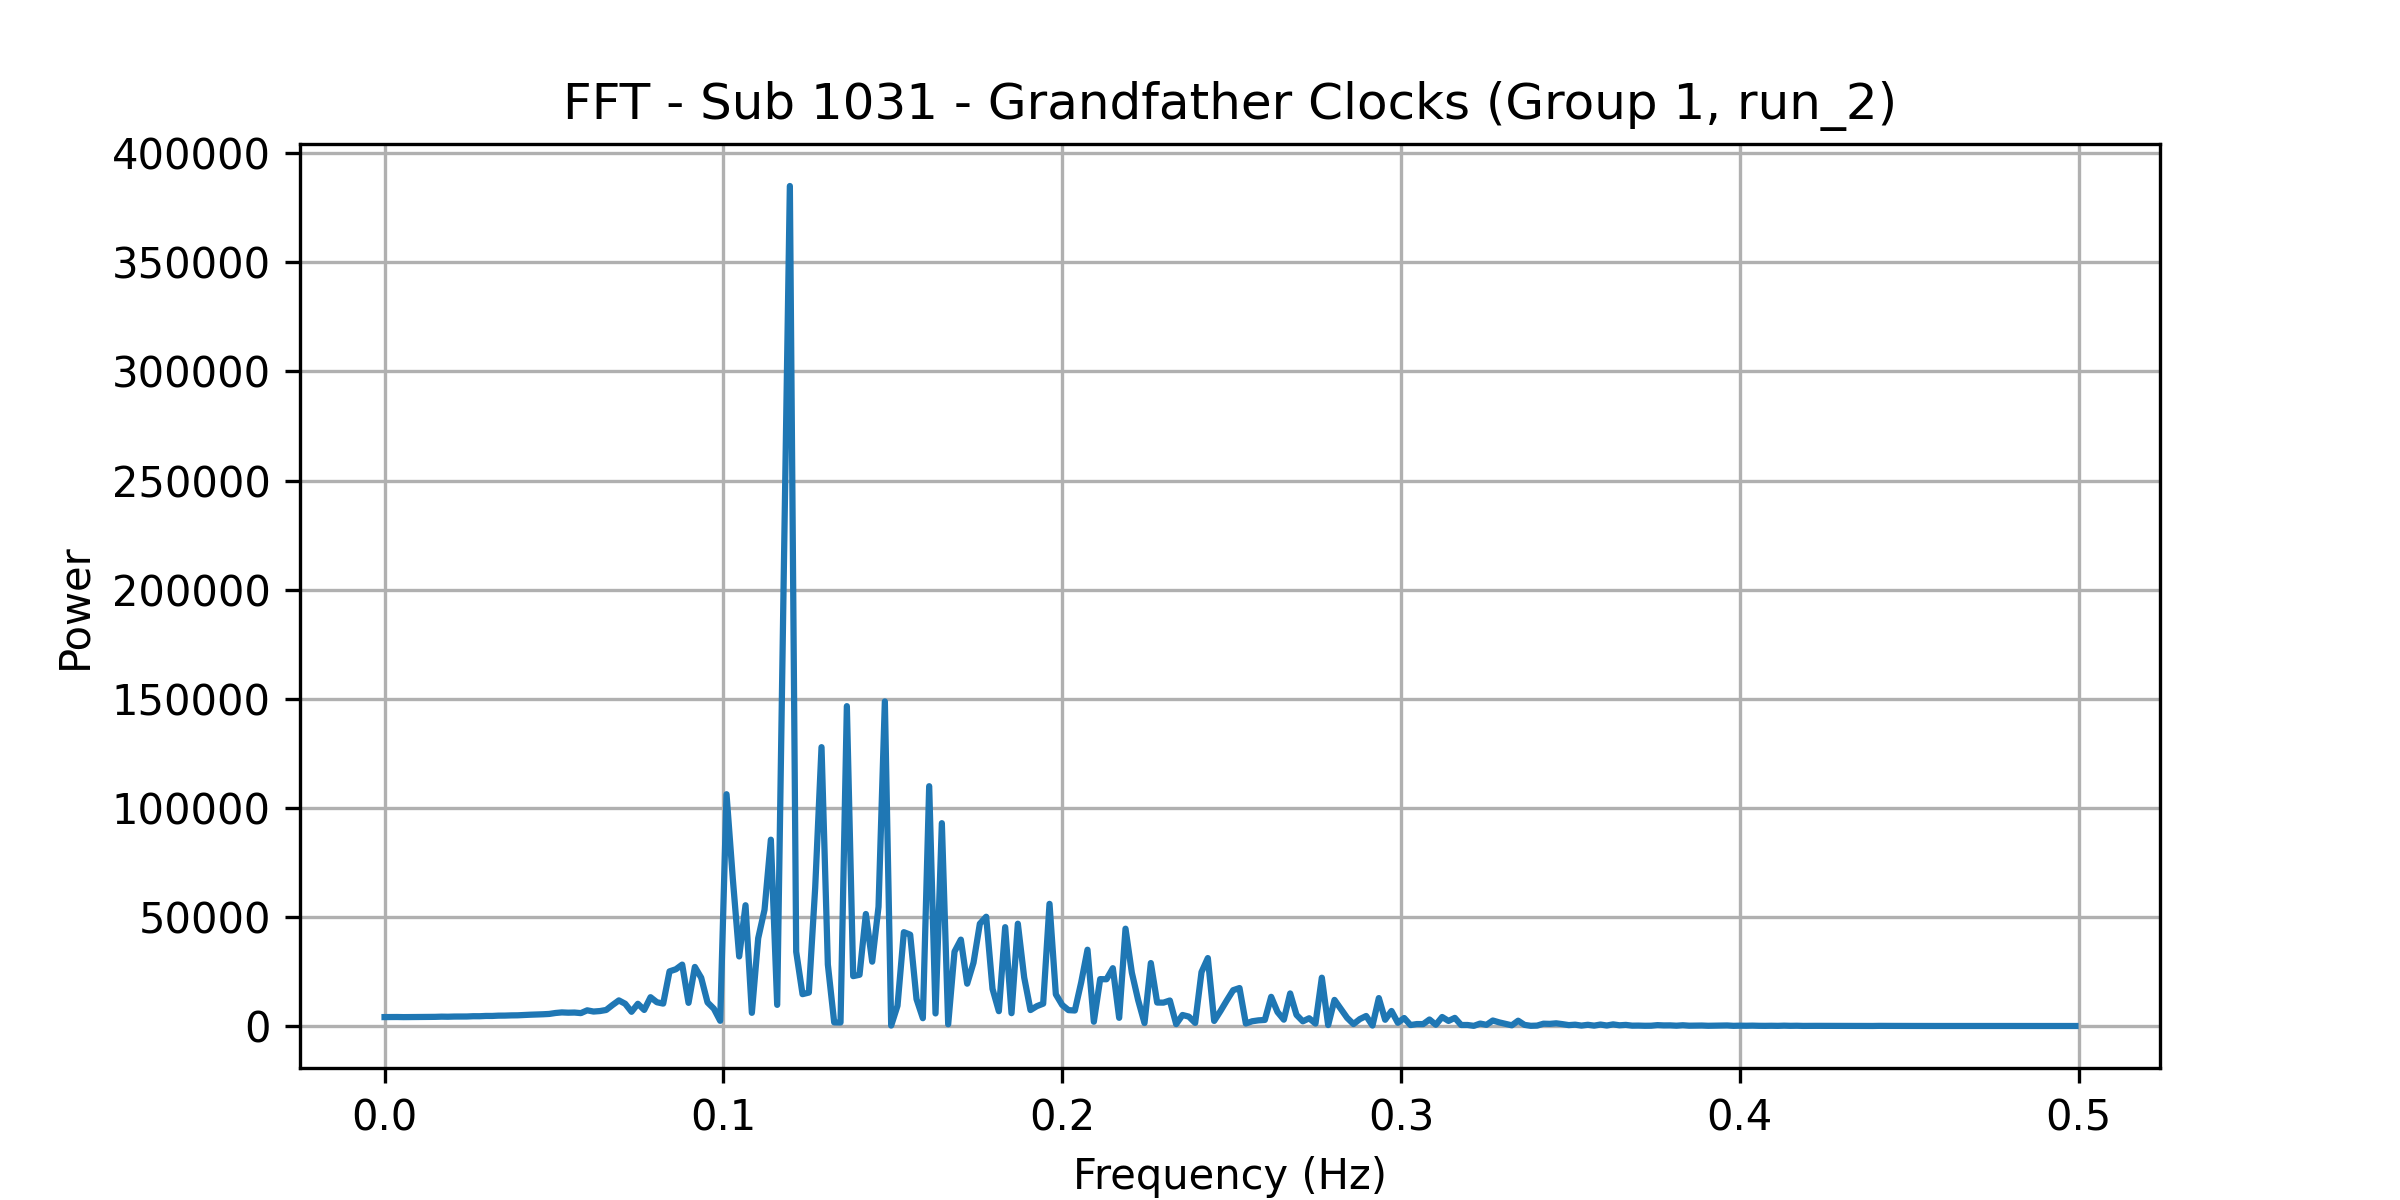 FFT - Sub 1031 - Grandfather Clocks (Group 1, run_2)
400000
350000
300000
250000
200000
150000
100000
50000
0
Power
0.0 0.1 0.2 0.3 0.4 0.5
Frequency (Hz)